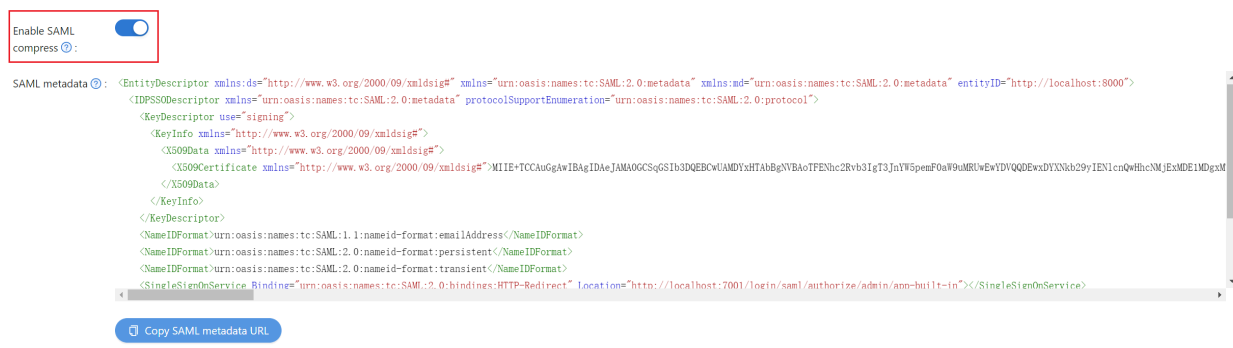 Enable SAML
compress ? :
SAML metadata ? :
<EntityDescriptor xmlns:ds="http://www.w3.org/2000/09/xmldsig#" xmlns="urn:oasis:names:tc:SAML:2.0:metadata" xmlns:md="urn:oasis:names:tc:SAML:2.0:metadata" entityID="http://localhost:8000">
<IDPSSODescriptor xmlns="urn:oasis:names:tc:SAML:2.0:metadata" protocolSupportEnumeration="urn:oasis:names:tc:SAML:2.0:protocol">
<KeyDescriptor use="signing">
<KeyInfo xmlns="http://www.w3.org/2000/09/xmldsig#">
<X509Data xmlns="http://www.w3.org/2000/09/xmldsig#">
<X509Certificate xmlns="http://www.w3.org/2000/09/xmldsig#">MIIE+TCCAuGgAwIBAgIDAeJAMA0GCSqGSIb3DQEBCwUAMDYxHTAbBgNVBAoTFENhc2Rvb3IgT3JnYW5pemF0aW9uMRUwEwYDVQQDEwxDYXNkb29yIENlcnQwHhcNMjExMDE1MDgxM
</X509Data>
</KeyInfo>
</KeyDescriptor>
<NameIDFormat>urn:oasis:names:tc:SAML:1.1:nameid-format:emailAddress</NameIDFormat>
<NameIDFormat>urn:oasis:names:tc:SAML:2.0:nameid-format:persistent</NameIDFormat>
<NameIDFormat>urn:oasis:names:tc:SAML:2.0:nameid-format:transient</NameIDFormat>
<SingleSignOnService Binding="urn:oasis:names:tc:SAML:2.0:bindings:HTTP-Redirect" Location="http://localhost:7001/login/saml/authorize/admin/app-built-in"></SingleSignOnService>
Copy SAML metadata URL